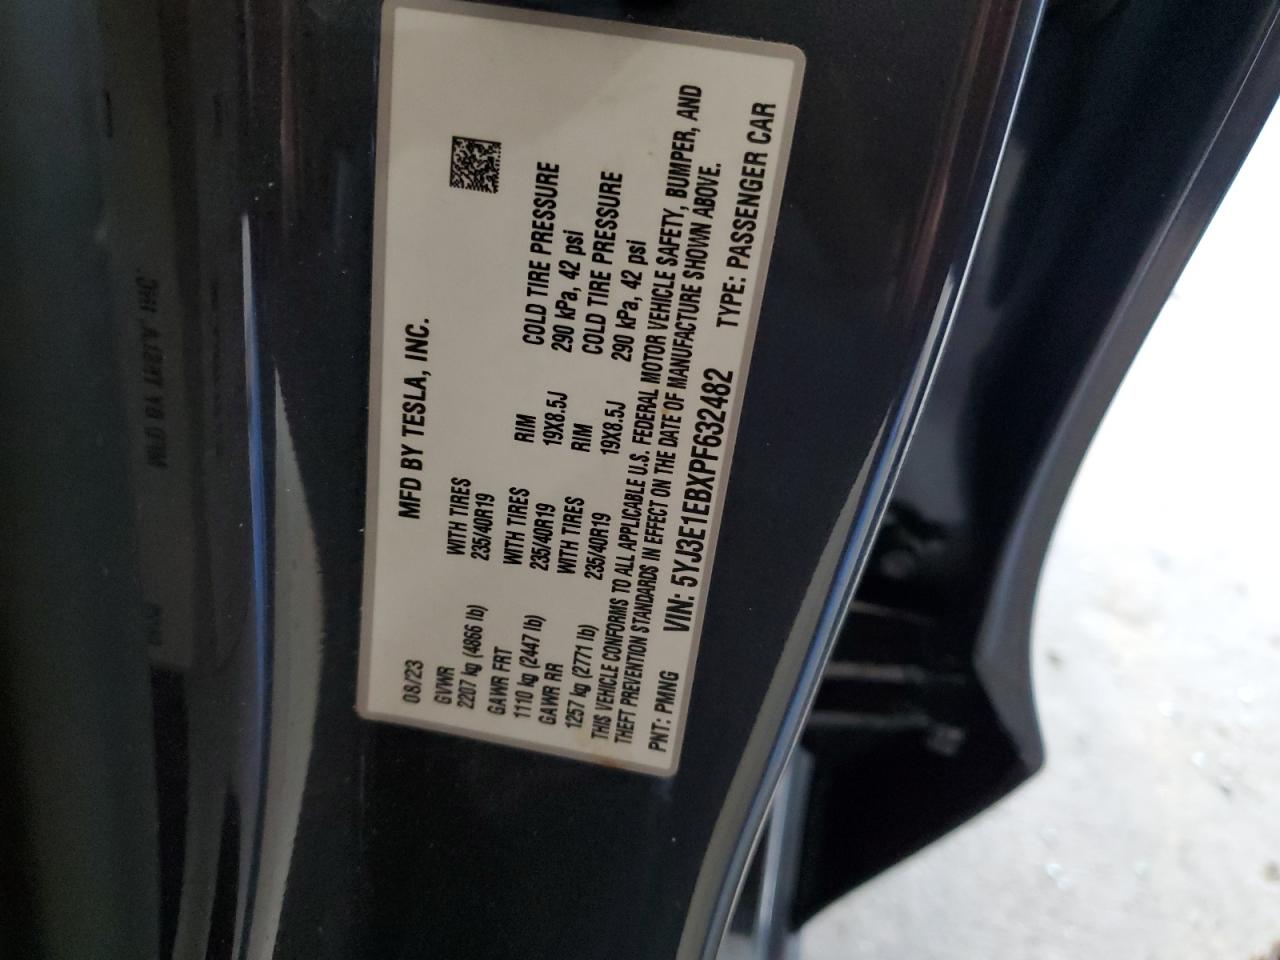 MFD BY TESLA, INC.
08/23
GVWR WITH TIRES RIM COLD TIRE PRESSURE
2207 kg (4866 lb) 235/40R19 19X8.5J 290 kPa, 42 psi
GAWR FRT WITH TIRES RIM COLD TIRE PRESSURE
1110 kg (2447 lb) 235/40R19 19X8.5J 290 kPa, 42 psi
GAWR RR WITH TIRES
1257 kg (2771 lb) 235/40R19
THIS VEHICLE CONFORMS TO ALL APPLICABLE U.S. FEDERAL MOTOR VEHICLE SAFETY, BUMPER, AND
THEFT PREVENTION STANDARDS IN EFFECT ON THE DATE OF MANUFACTURE SHOWN ABOVE.
PNT: PMNG VIN: 5YJ3E1EBXPF632482 TYPE: PASSENGER CAR